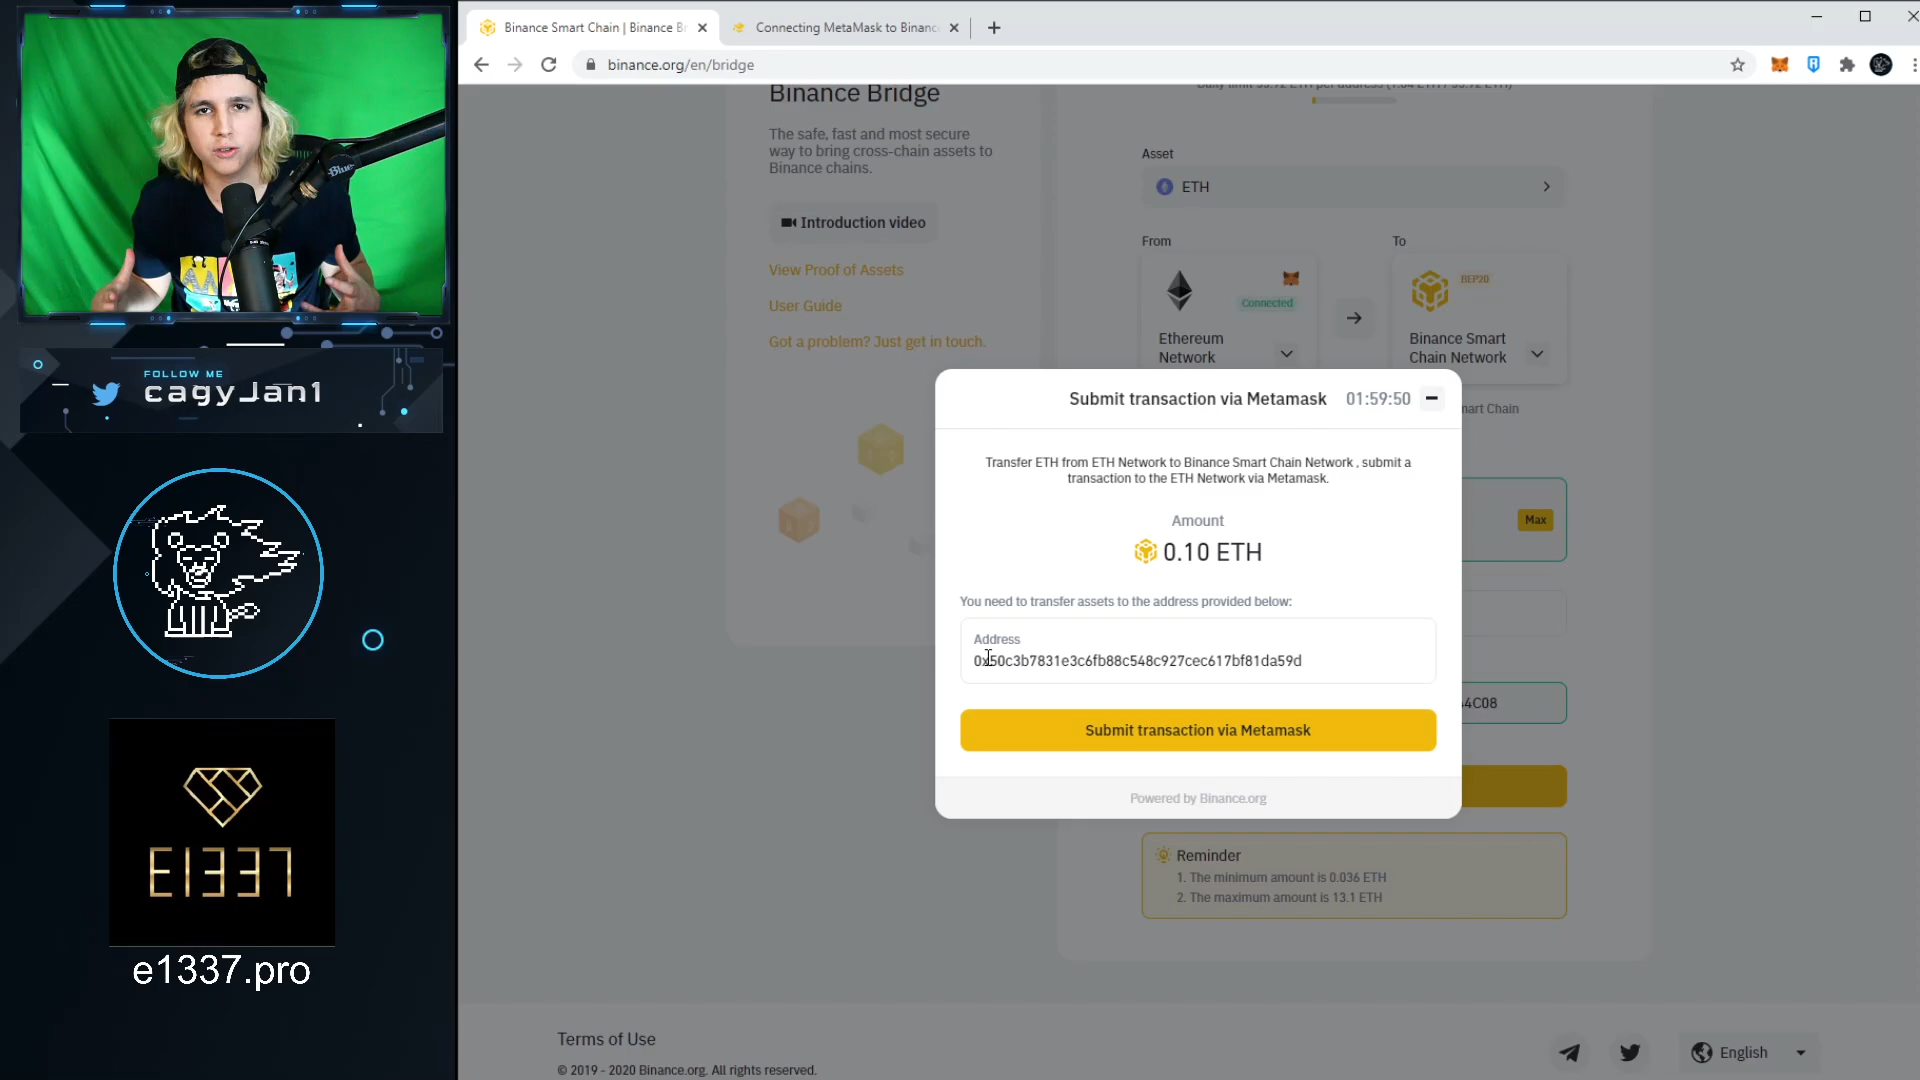 Blue
FOLLOW ME
cagyJan1
E1337
e1337.pro
Binance Smart Chain | Binance B
Connecting MetaMask to Binanc
binance.org/en/bridge
Binance Bridge
The safe, fast and most secure
way to bring cross-chain assets to
Binance chains.
Introduction video
View Proof of Assets
User Guide
Got a problem? Just get in touch.
Asset
ETH
From
To
Connected
Ethereum
Network
BEP20
Binance Smart
Chain Network
mart Chain
Max
4C08
Submit transaction via Metamask 01:59:50
Transfer ETH from ETH Network to Binance Smart Chain Network , submit a
transaction to the ETH Network via Metamask.
Amount
0.10 ETH
You need to transfer assets to the address provided below:
Address
0x50c3b7831e3c6fb88c548c927cec617bf81da59d
Submit transaction via Metamask
Powered by Binance.org
Reminder
1. The minimum amount is 0.036 ETH
2. The maximum amount is 13.1 ETH
Terms of Use
© 2019 - 2020 Binance.org. All rights reserved.
English